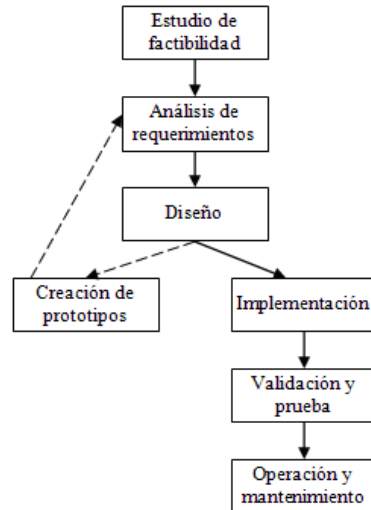 Estudio de
factibilidad
Análisis de
requerimientos
Diseño
Creación de
prototipos
Implementación
Validación y
prueba
Operación y
mantenimiento